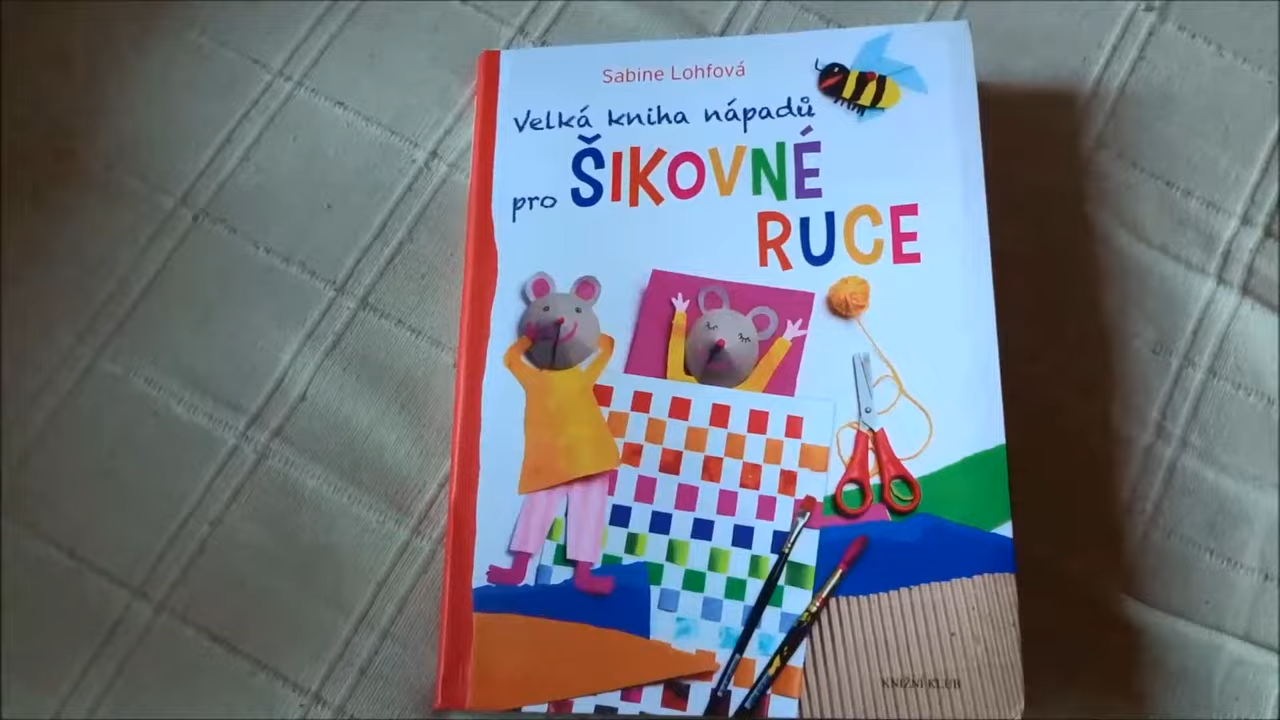 Sabine Lohfová
Velká kniha nápadů
pro ŠIKOVNÉ
RUCE
KNIŽNÍ KLUB